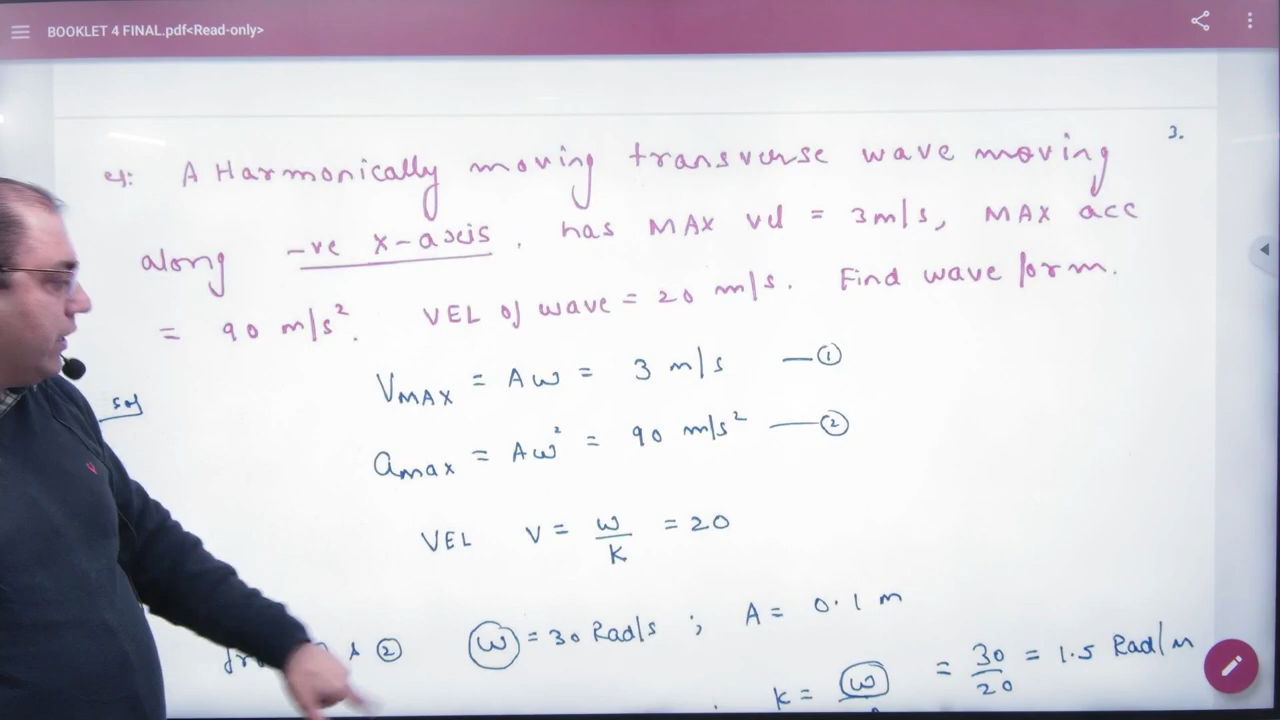 BOOKLET 4 FINAL.pdf<Read-only>
3.
eg: A Harmonically moving transverse wave moving
along -ve x-axis, has MAX vel = 3m/s, MAX acc
= 90 m/s². VEL of wave = 20 m/s. Find wave form.
Sol
VMAX = Aω = 3 m/s —①
amax = Aω² = 90 m/s² —②
VEL V = ω/K = 20
& ② ω = 30 Rad/s ; A = 0.1 m
K = ω = 30/20 = 1.5 Rad/m